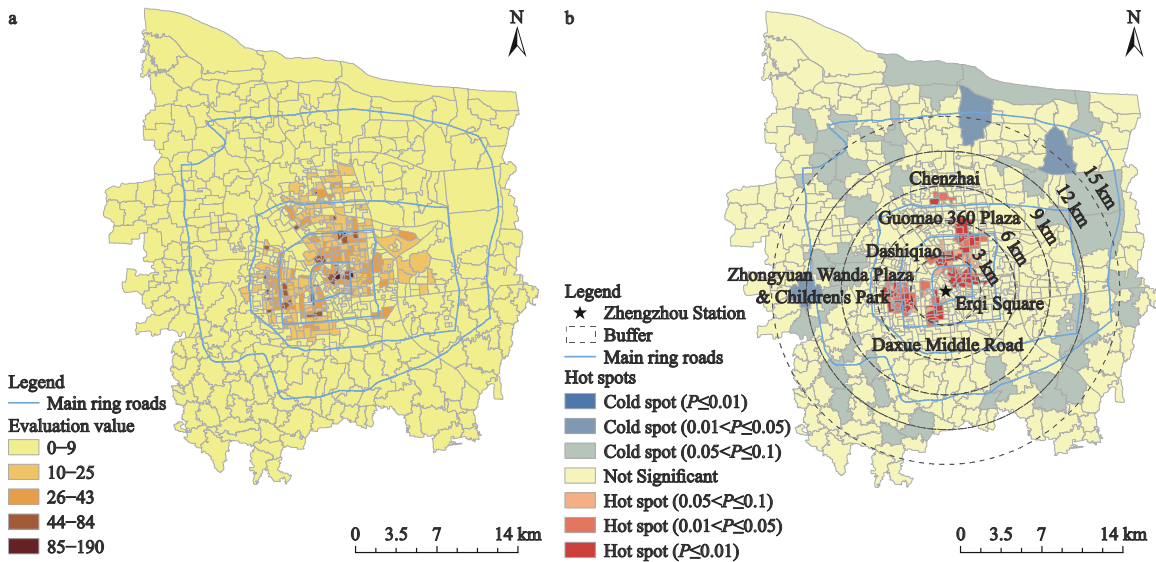 a
N
Legend
Main ring roads
Evaluation value
0–9
10–25
26–43
44–84
85–190
0 3.5 7 14 km
b
N
15 km
12 km
9 km
6 km
3 km
Chenzhai
Guomao 360 Plaza
Dashiqiao
Zhongyuan Wanda Plaza
& Children's Park
Erqi Square
Daxue Middle Road
Legend
Zhengzhou Station
Buffer
Main ring roads
Hot spots
Cold spot (P≤0.01)
Cold spot (0.01<P≤0.05)
Cold spot (0.05<P≤0.1)
Not Significant
Hot spot (0.05<P≤0.1)
Hot spot (0.01<P≤0.05)
Hot spot (P≤0.01)
0 3.5 7 14 km